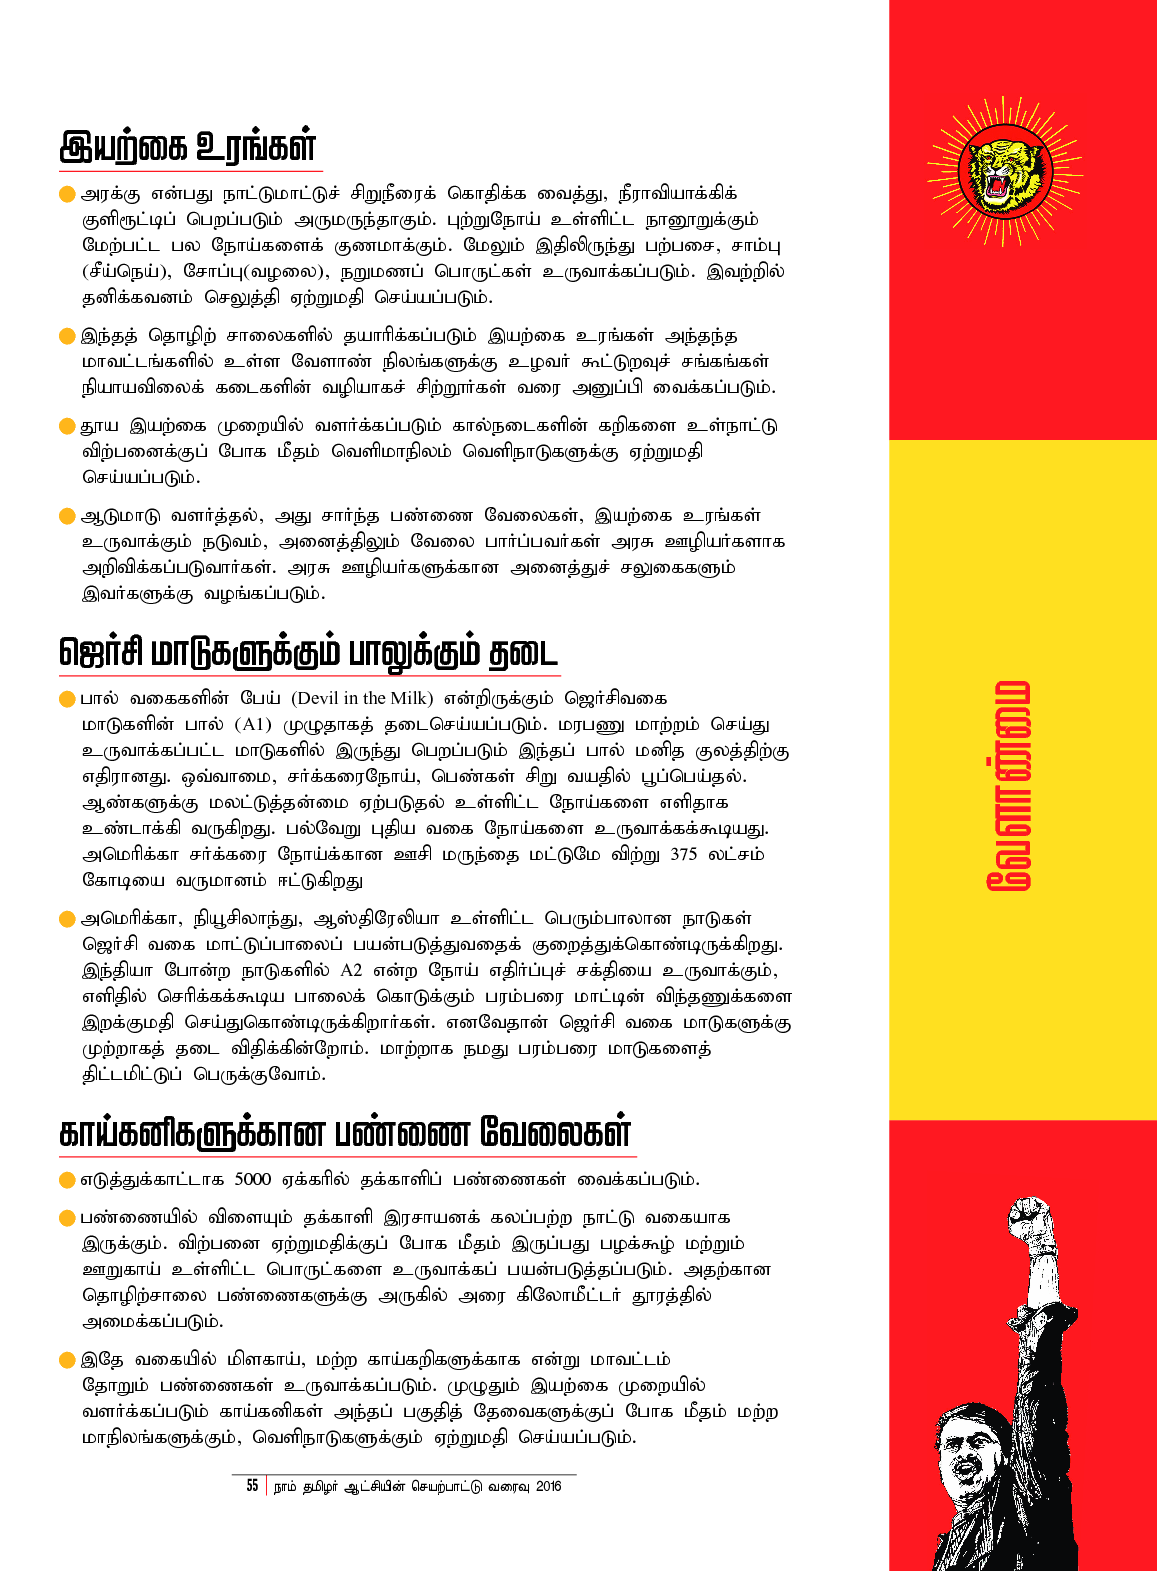 இயற்கை உரங்கள்
அரக்கு என்பது நாட்டுமாட்டுச் சிறுநீரைக் கொதிக்க வைத்து, நீராவியாக்கிக்
குளிரூட்டிப் பெறப்படும் அருமருந்தாகும். புற்றுநோய் உள்ளிட்ட நானூறுக்கும்
மேற்பட்ட பல நோய்களைக் குணமாக்கும். மேலும் இதிலிருந்து பற்பசை, சாம்பு
(சீய்நெய்), சோப்பு(வழலை), நறுமணப் பொருட்கள் உருவாக்கப்படும். இவற்றில்
தனிக்கவனம் செலுத்தி ஏற்றுமதி செய்யப்படும்.
இந்தத் தொழிற் சாலைகளில் தயாரிக்கப்படும் இயற்கை உரங்கள் அந்தந்த
மாவட்டங்களில் உள்ள வேளாண் நிலங்களுக்கு உழவர் கூட்டுறவுச் சங்கங்கள்
நியாயவிலைக் கடைகளின் வழியாகச் சிற்றூர்கள் வரை அனுப்பி வைக்கப்படும்.
தூய இயற்கை முறையில் வளர்க்கப்படும் கால்நடைகளின் கறிகளை உள்நாட்டு
விற்பனைக்குப் போக மீதம் வெளிமாநிலம் வெளிநாடுகளுக்கு ஏற்றுமதி
செய்யப்படும்.
ஆடுமாடு வளர்த்தல், அது சார்ந்த பண்ணை வேலைகள், இயற்கை உரங்கள்
உருவாக்கும் நடுவம், அனைத்திலும் வேலை பார்ப்பவர்கள் அரசு ஊழியர்களாக
அறிவிக்கப்படுவார்கள். அரசு ஊழியர்களுக்கான அனைத்துச் சலுகைகளும்
இவர்களுக்கு வழங்கப்படும்.
ஜெர்சி மாடுகளுக்கும் பாலுக்கும் தடை
பால் வகைகளின் பேய் (Devil in the Milk) என்றிருக்கும் ஜெர்சிவகை
மாடுகளின் பால் (A1) முழுதாகத் தடைசெய்யப்படும். மரபணு மாற்றம் செய்து
உருவாக்கப்பட்ட மாடுகளில் இருந்து பெறப்படும் இந்தப் பால் மனித குலத்திற்கு
எதிரானது. ஒவ்வாமை, சர்க்கரைநோய், பெண்கள் சிறு வயதில் பூப்பெய்தல்.
ஆண்களுக்கு மலட்டுத்தன்மை ஏற்படுதல் உள்ளிட்ட நோய்களை எளிதாக
உண்டாக்கி வருகிறது. பல்வேறு புதிய வகை நோய்களை உருவாக்கக்கூடியது.
அமெரிக்கா சர்க்கரை நோய்க்கான ஊசி மருந்தை மட்டுமே விற்று 375 லட்சம்
கோடியை வருமானம் ஈட்டுகிறது
அமெரிக்கா, நியூசிலாந்து, ஆஸ்திரேலியா உள்ளிட்ட பெரும்பாலான நாடுகள்
ஜெர்சி வகை மாட்டுப்பாலைப் பயன்படுத்துவதைக் குறைத்துக்கொண்டிருக்கிறது.
இந்தியா போன்ற நாடுகளில் A2 என்ற நோய் எதிர்ப்புச் சக்தியை உருவாக்கும்,
எளிதில் செரிக்கக்கூடிய பாலைக் கொடுக்கும் பரம்பரை மாட்டின் விந்தணுக்களை
இறக்குமதி செய்துகொண்டிருக்கிறார்கள். எனவேதான் ஜெர்சி வகை மாடுகளுக்கு
முற்றாகத் தடை விதிக்கின்றோம். மாற்றாக நமது பரம்பரை மாடுகளைத்
திட்டமிட்டுப் பெருக்குவோம்.
காய்கனிகளுக்கான பண்ணை வேலைகள்
எடுத்துக்காட்டாக 5000 ஏக்கரில் தக்காளிப் பண்ணைகள் வைக்கப்படும்.
பண்ணையில் விளையும் தக்காளி இரசாயனக் கலப்பற்ற நாட்டு வகையாக
இருக்கும். விற்பனை ஏற்றுமதிக்குப் போக மீதம் இருப்பது பழக்கூழ் மற்றும்
ஊறுகாய் உள்ளிட்ட பொருட்களை உருவாக்கப் பயன்படுத்தப்படும். அதற்கான
தொழிற்சாலை பண்ணைகளுக்கு அருகில் அரை கிலோமீட்டர் தூரத்தில்
அமைக்கப்படும்.
இதே வகையில் மிளகாய், மற்ற காய்கறிகளுக்காக என்று மாவட்டம்
தோறும் பண்ணைகள் உருவாக்கப்படும். முழுதும் இயற்கை முறையில்
வளர்க்கப்படும் காய்கனிகள் அந்தப் பகுதித் தேவைகளுக்குப் போக மீதம் மற்ற
மாநிலங்களுக்கும், வெளிநாடுகளுக்கும் ஏற்றுமதி செய்யப்படும்.
55 நாம் தமிழர் ஆட்சியின் செயற்பாட்டு வரைவு 2016
வேளாண்மை